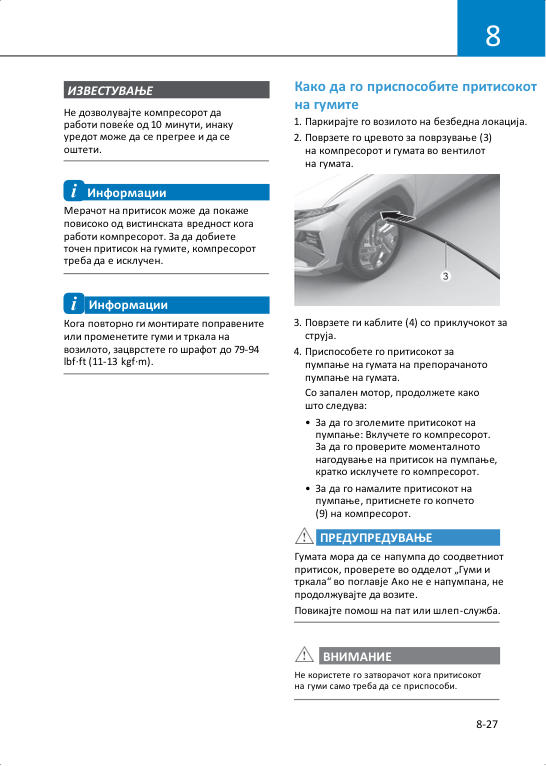 8
ИЗВЕСТУВАЊЕ
Не дозволувајте компресорот да
работи повеќе од 10 минути, инаку
уредот може да се прегрее и да се
оштети.
i Информации
Мерачот на притисок може да покаже
повисоко од вистинската вредност кога
работи компресорот. За да добиете
точен притисок на гумите, компресорот
треба да е исклучен.
i Информации
Кога повторно ги монтирате поправените
или променетите гуми и тркала на
возилото, зацврстете го шрафот до 79-94
lbf·ft (11-13 kgf·m).
Како да го приспособите притисокот
на гумите
1. Паркирајте го возилото на безбедна локација.
2. Поврзете го цревото за поврзување (3)
на компресорот и гумата во вентилот
на гумата.
3
3. Поврзете ги каблите (4) со приклучокот за
струја.
4. Приспособете го притисокот за
пумпање на гумата на препорачаното
пумпање на гумата.
Со запален мотор, продолжете како
што следува:
• За да го зголемите притисокот на
пумпање: Вклучете го компресорот.
За да го проверите моменталното
нагодување на притисок на пумпање,
кратко исклучете го компресорот.
• За да го намалите притисокот на
пумпање, притиснете го копчето
(9) на компресорот.
ПРЕДУПРЕДУВАЊЕ
Гумата мора да се напумпа до соодветниот
притисок, проверете во одделот „Гуми и
тркала“ во поглавје Ако не е напумпана, не
продолжувајте да возите.
Повикајте помош на пат или шлеп-служба.
ВНИМАНИЕ
Не користете го затворачот кога притисокот
на гуми само треба да се приспособи.
8-27